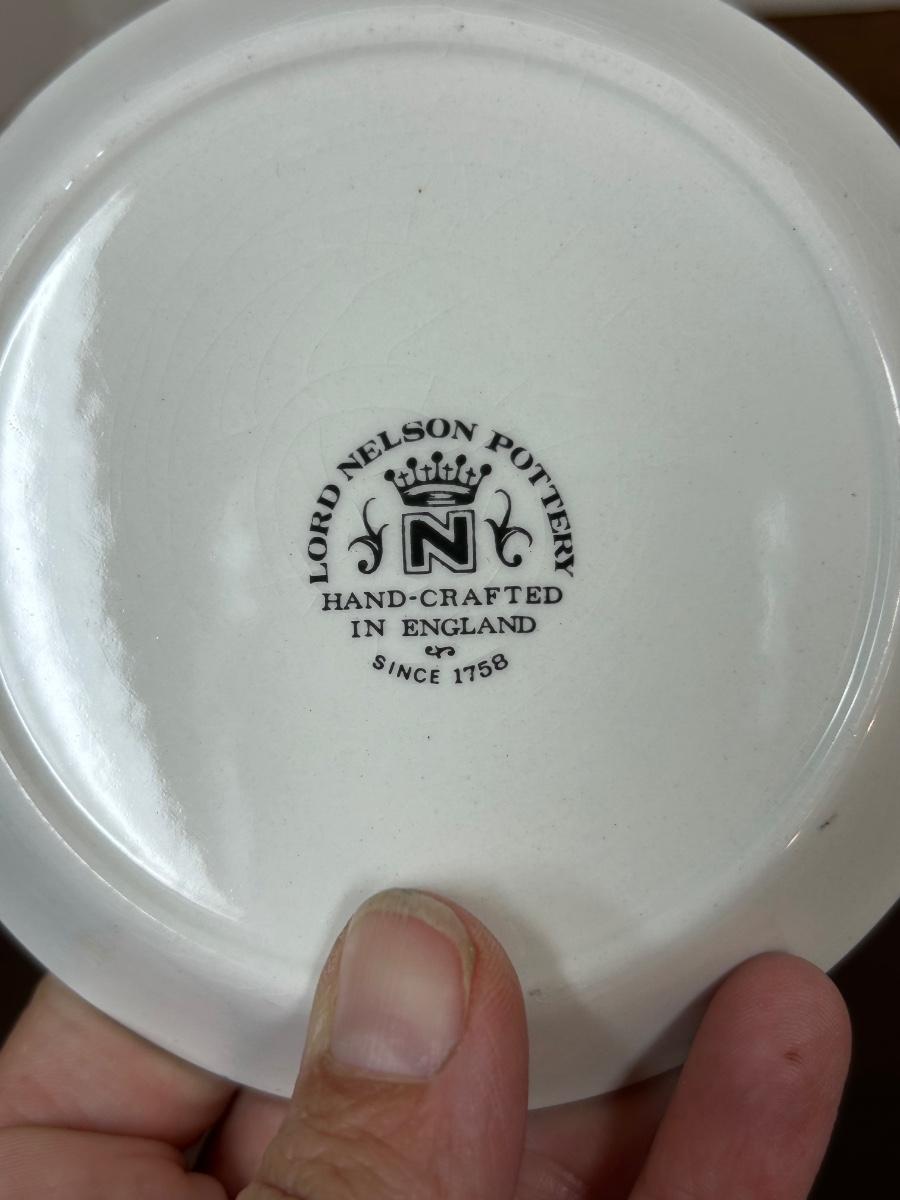 LORD NELSON POTTERY
N
HAND-CRAFTED
IN ENGLAND
SINCE 1758